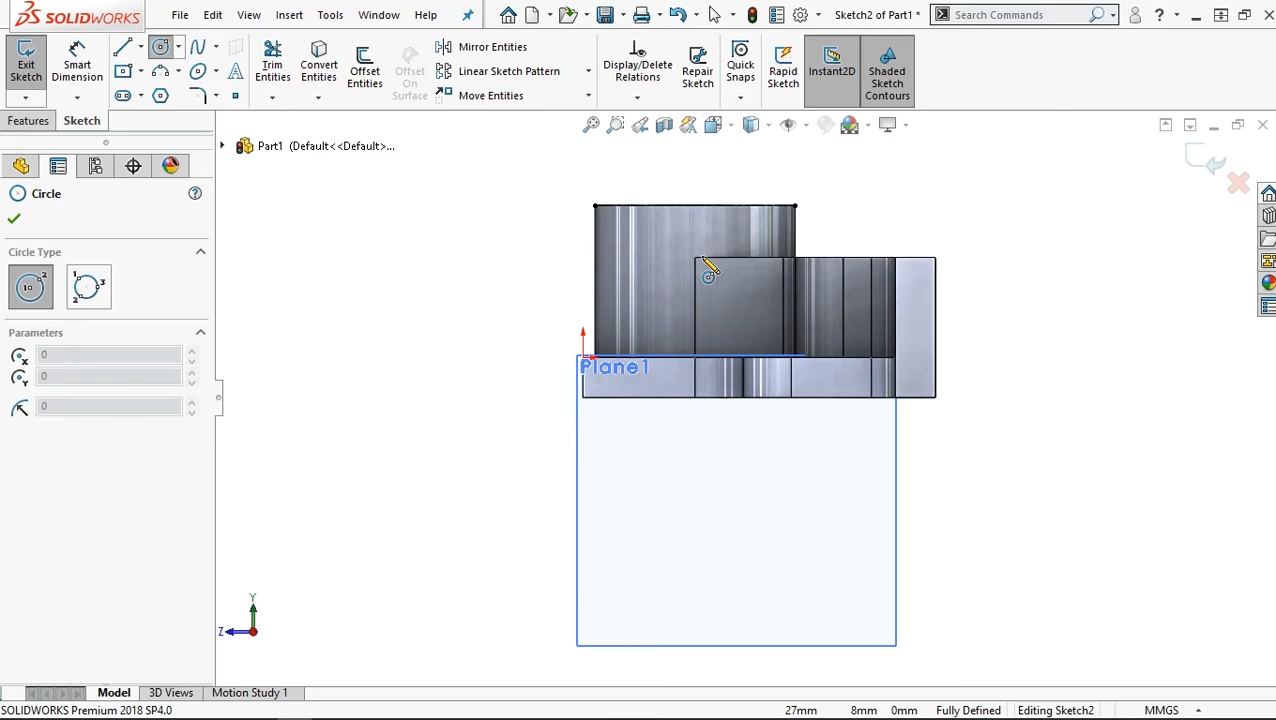 SOLIDWORKS
File Edit View Insert Tools Window Help
Sketch2 of Part1 *
Search Commands
?
Exit Sketch
Smart Dimension
Trim Entities
Convert Entities
Offset Entities
Offset On Surface
Mirror Entities
Linear Sketch Pattern
Move Entities
Display/Delete Relations
Repair Sketch
Quick Snaps
Rapid Sketch
Instant2D
Shaded Sketch Contours
Features Sketch
Part1 (Default<<Default>...
Circle
?
Circle Type
Parameters
0
0
0
Plane1
Y
Z
Model 3D Views Motion Study 1
SOLIDWORKS Premium 2018 SP4.0
27mm 8mm 0mm Fully Defined Editing Sketch2 MMGS